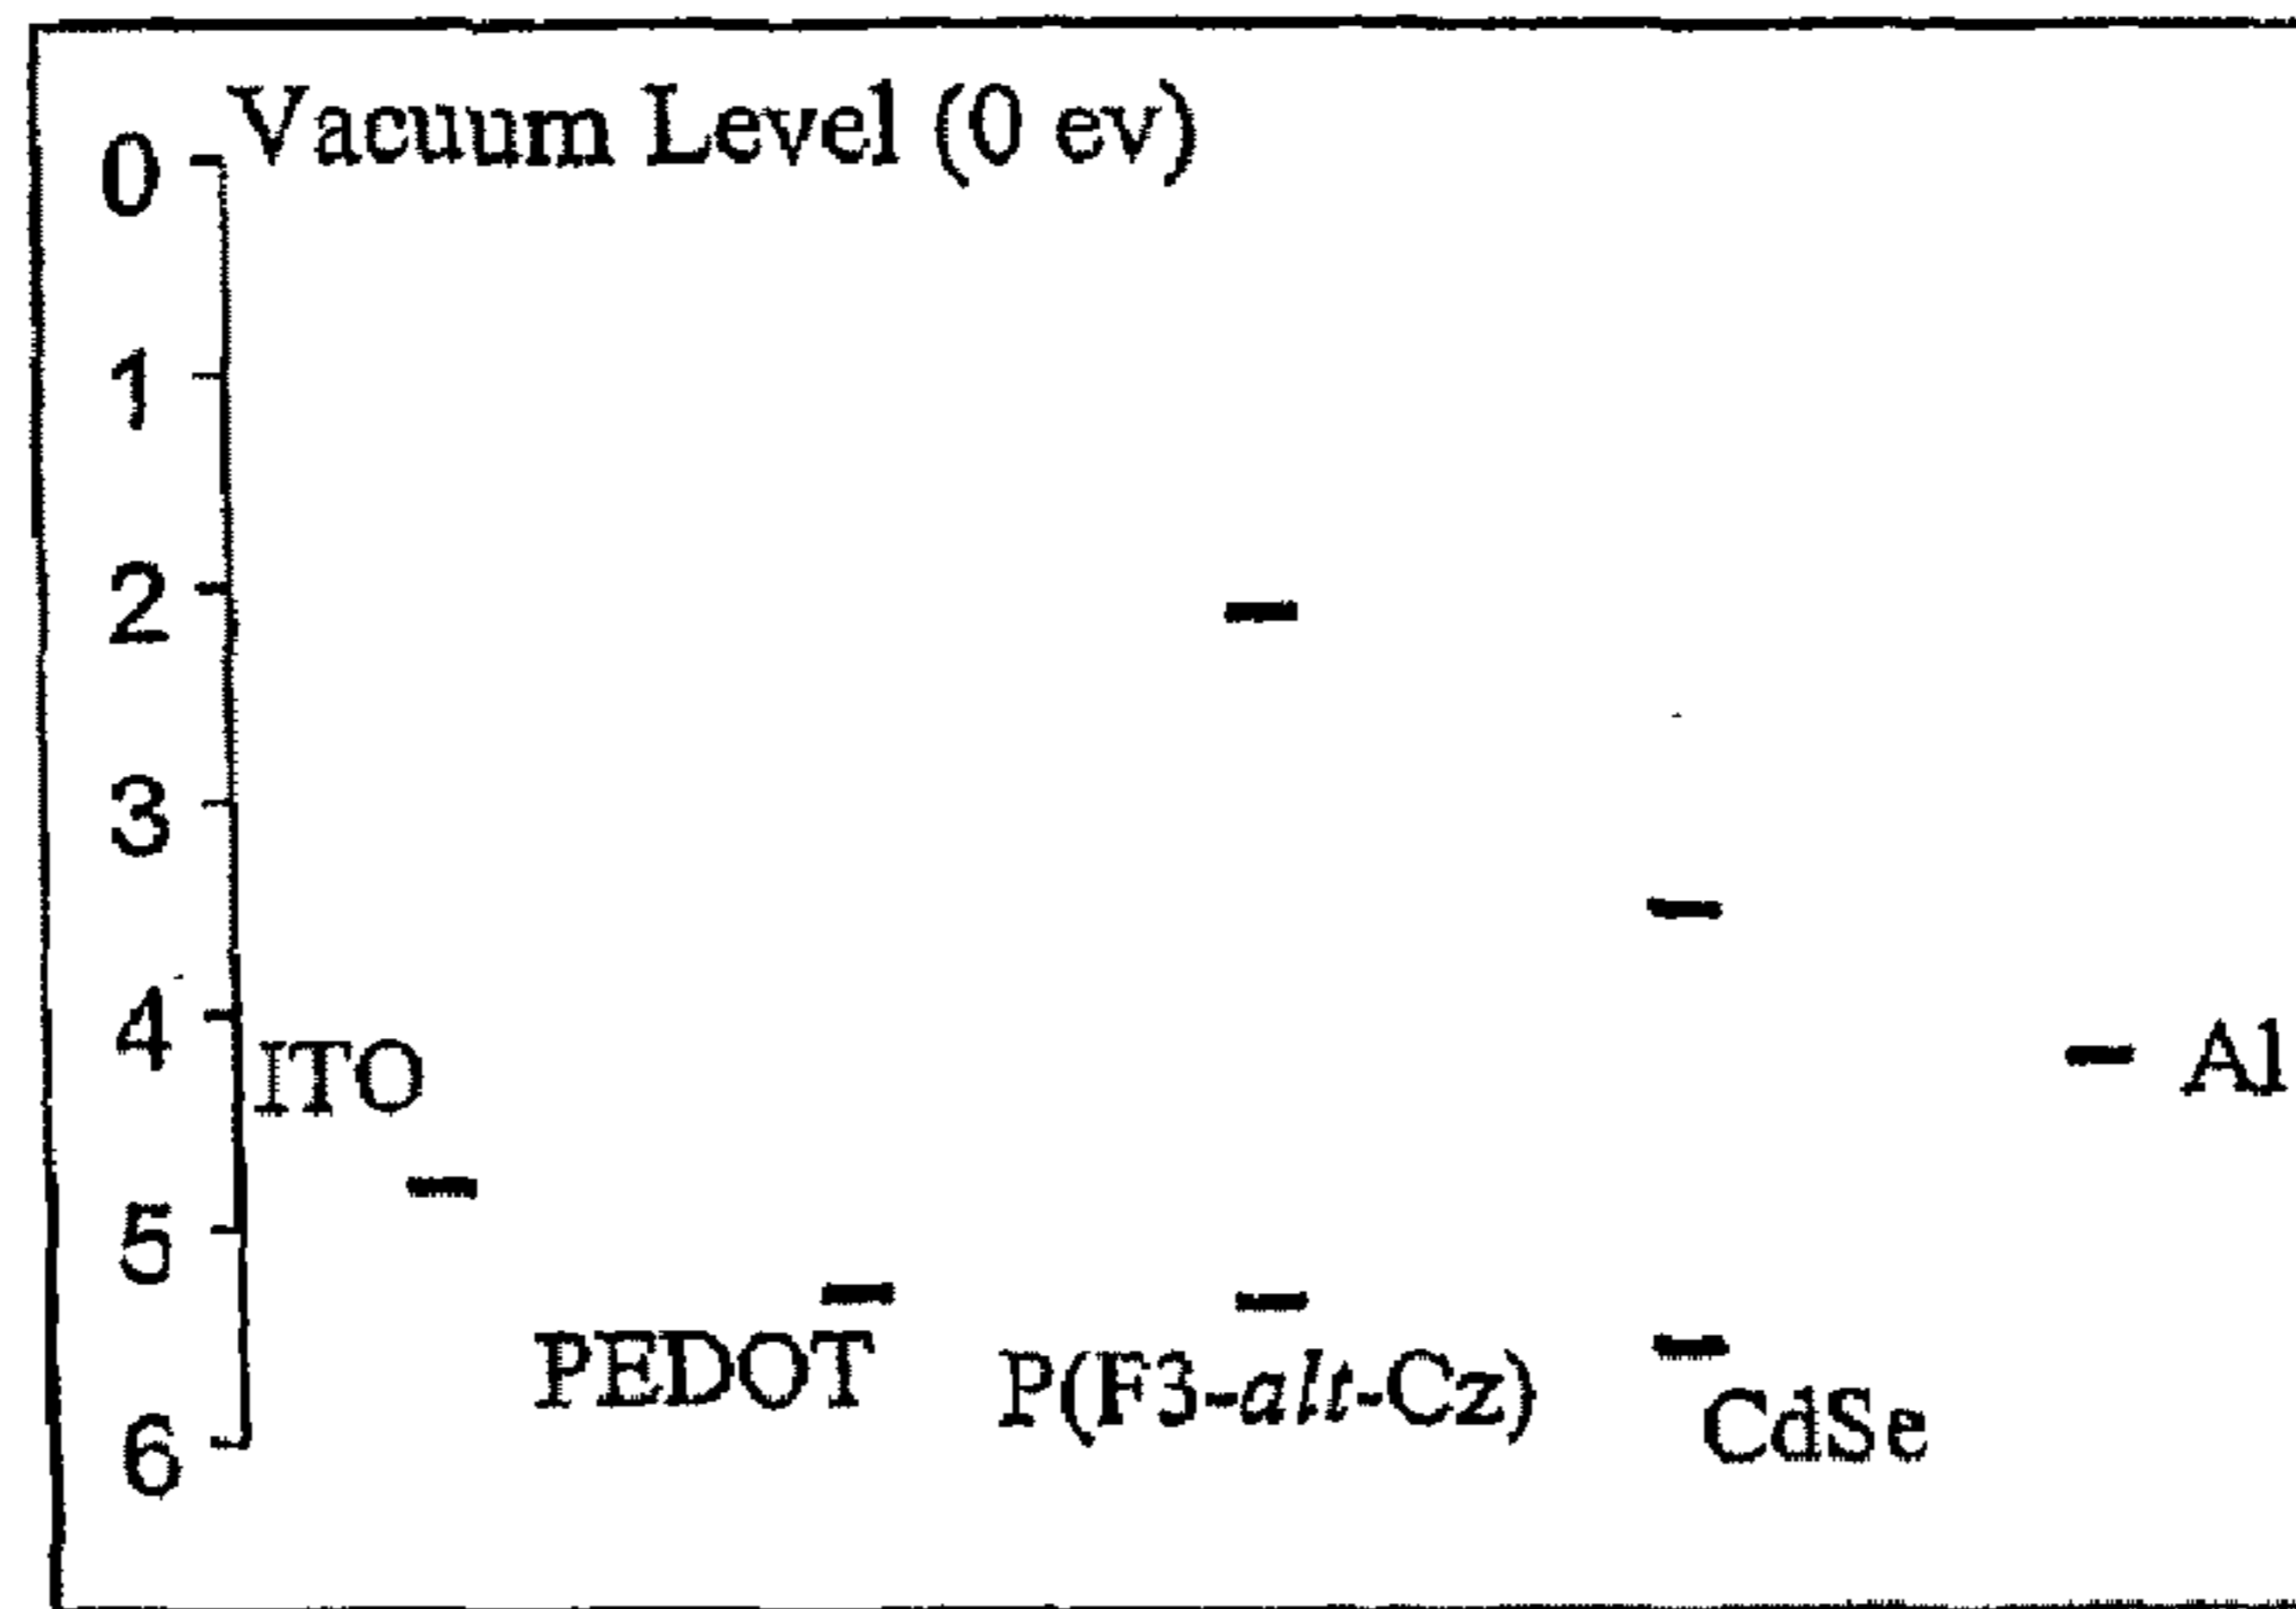 Vacuum Level (0 ev)
0
1
2
3
4
ITO
Al
5
PEDOT
P(F3-alt-Cz)
CdSe
6